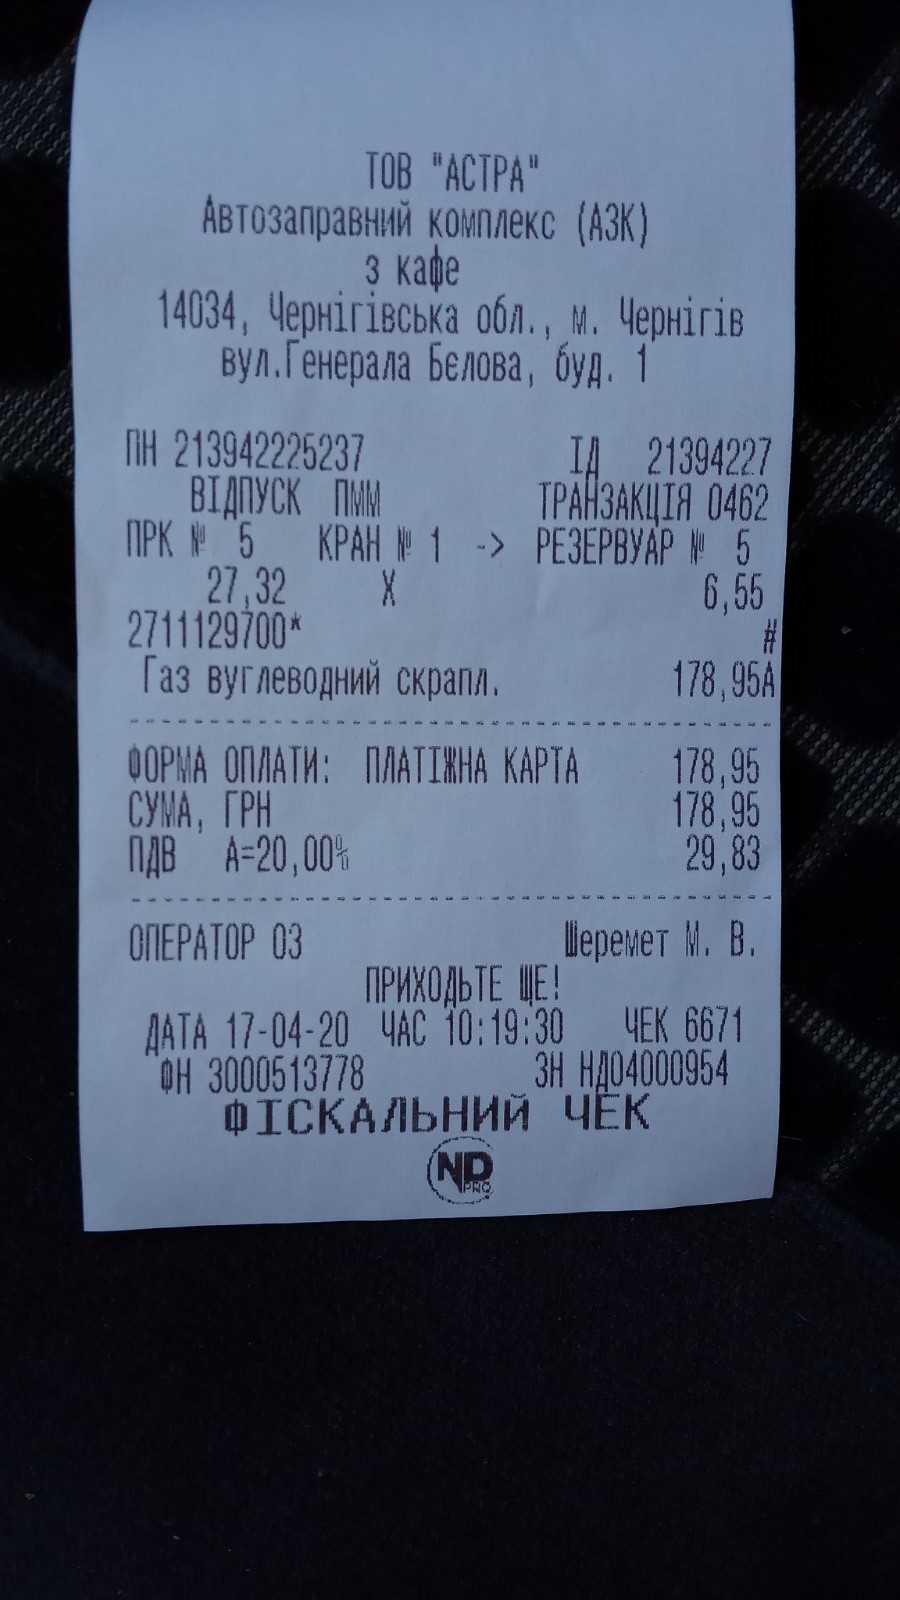 ТОВ "АСТРА"
Автозаправний комплекс (АЗК)
з кафе
14034, Чернігівська обл., м. Чернігів
вул.Генерала Бєлова, буд. 1
ПН 213942225237 ІД 21394227
ВІДПУСК ПММ ТРАНЗАКЦІЯ 0462
ПРК № 5 КРАН № 1 -> РЕЗЕРВУАР № 5
27,32 X 6,55
2711129700* #
Газ вуглеводний скрапл. 178,95А
ФОРМА ОПЛАТИ: ПЛАТІЖНА КАРТА 178,95
СУМА, ГРН 178,95
ПДВ А=20,00% 29,83
ОПЕРАТОР 03 Шеремет М. В.
ПРИХОДЬТЕ ЩЕ!
ДАТА 17-04-20 ЧАС 10:19:30 ЧЕК 6671
ФН 3000513778 ЗН НД04000954
ФІСКАЛЬНИЙ ЧЕК
ND
PRO